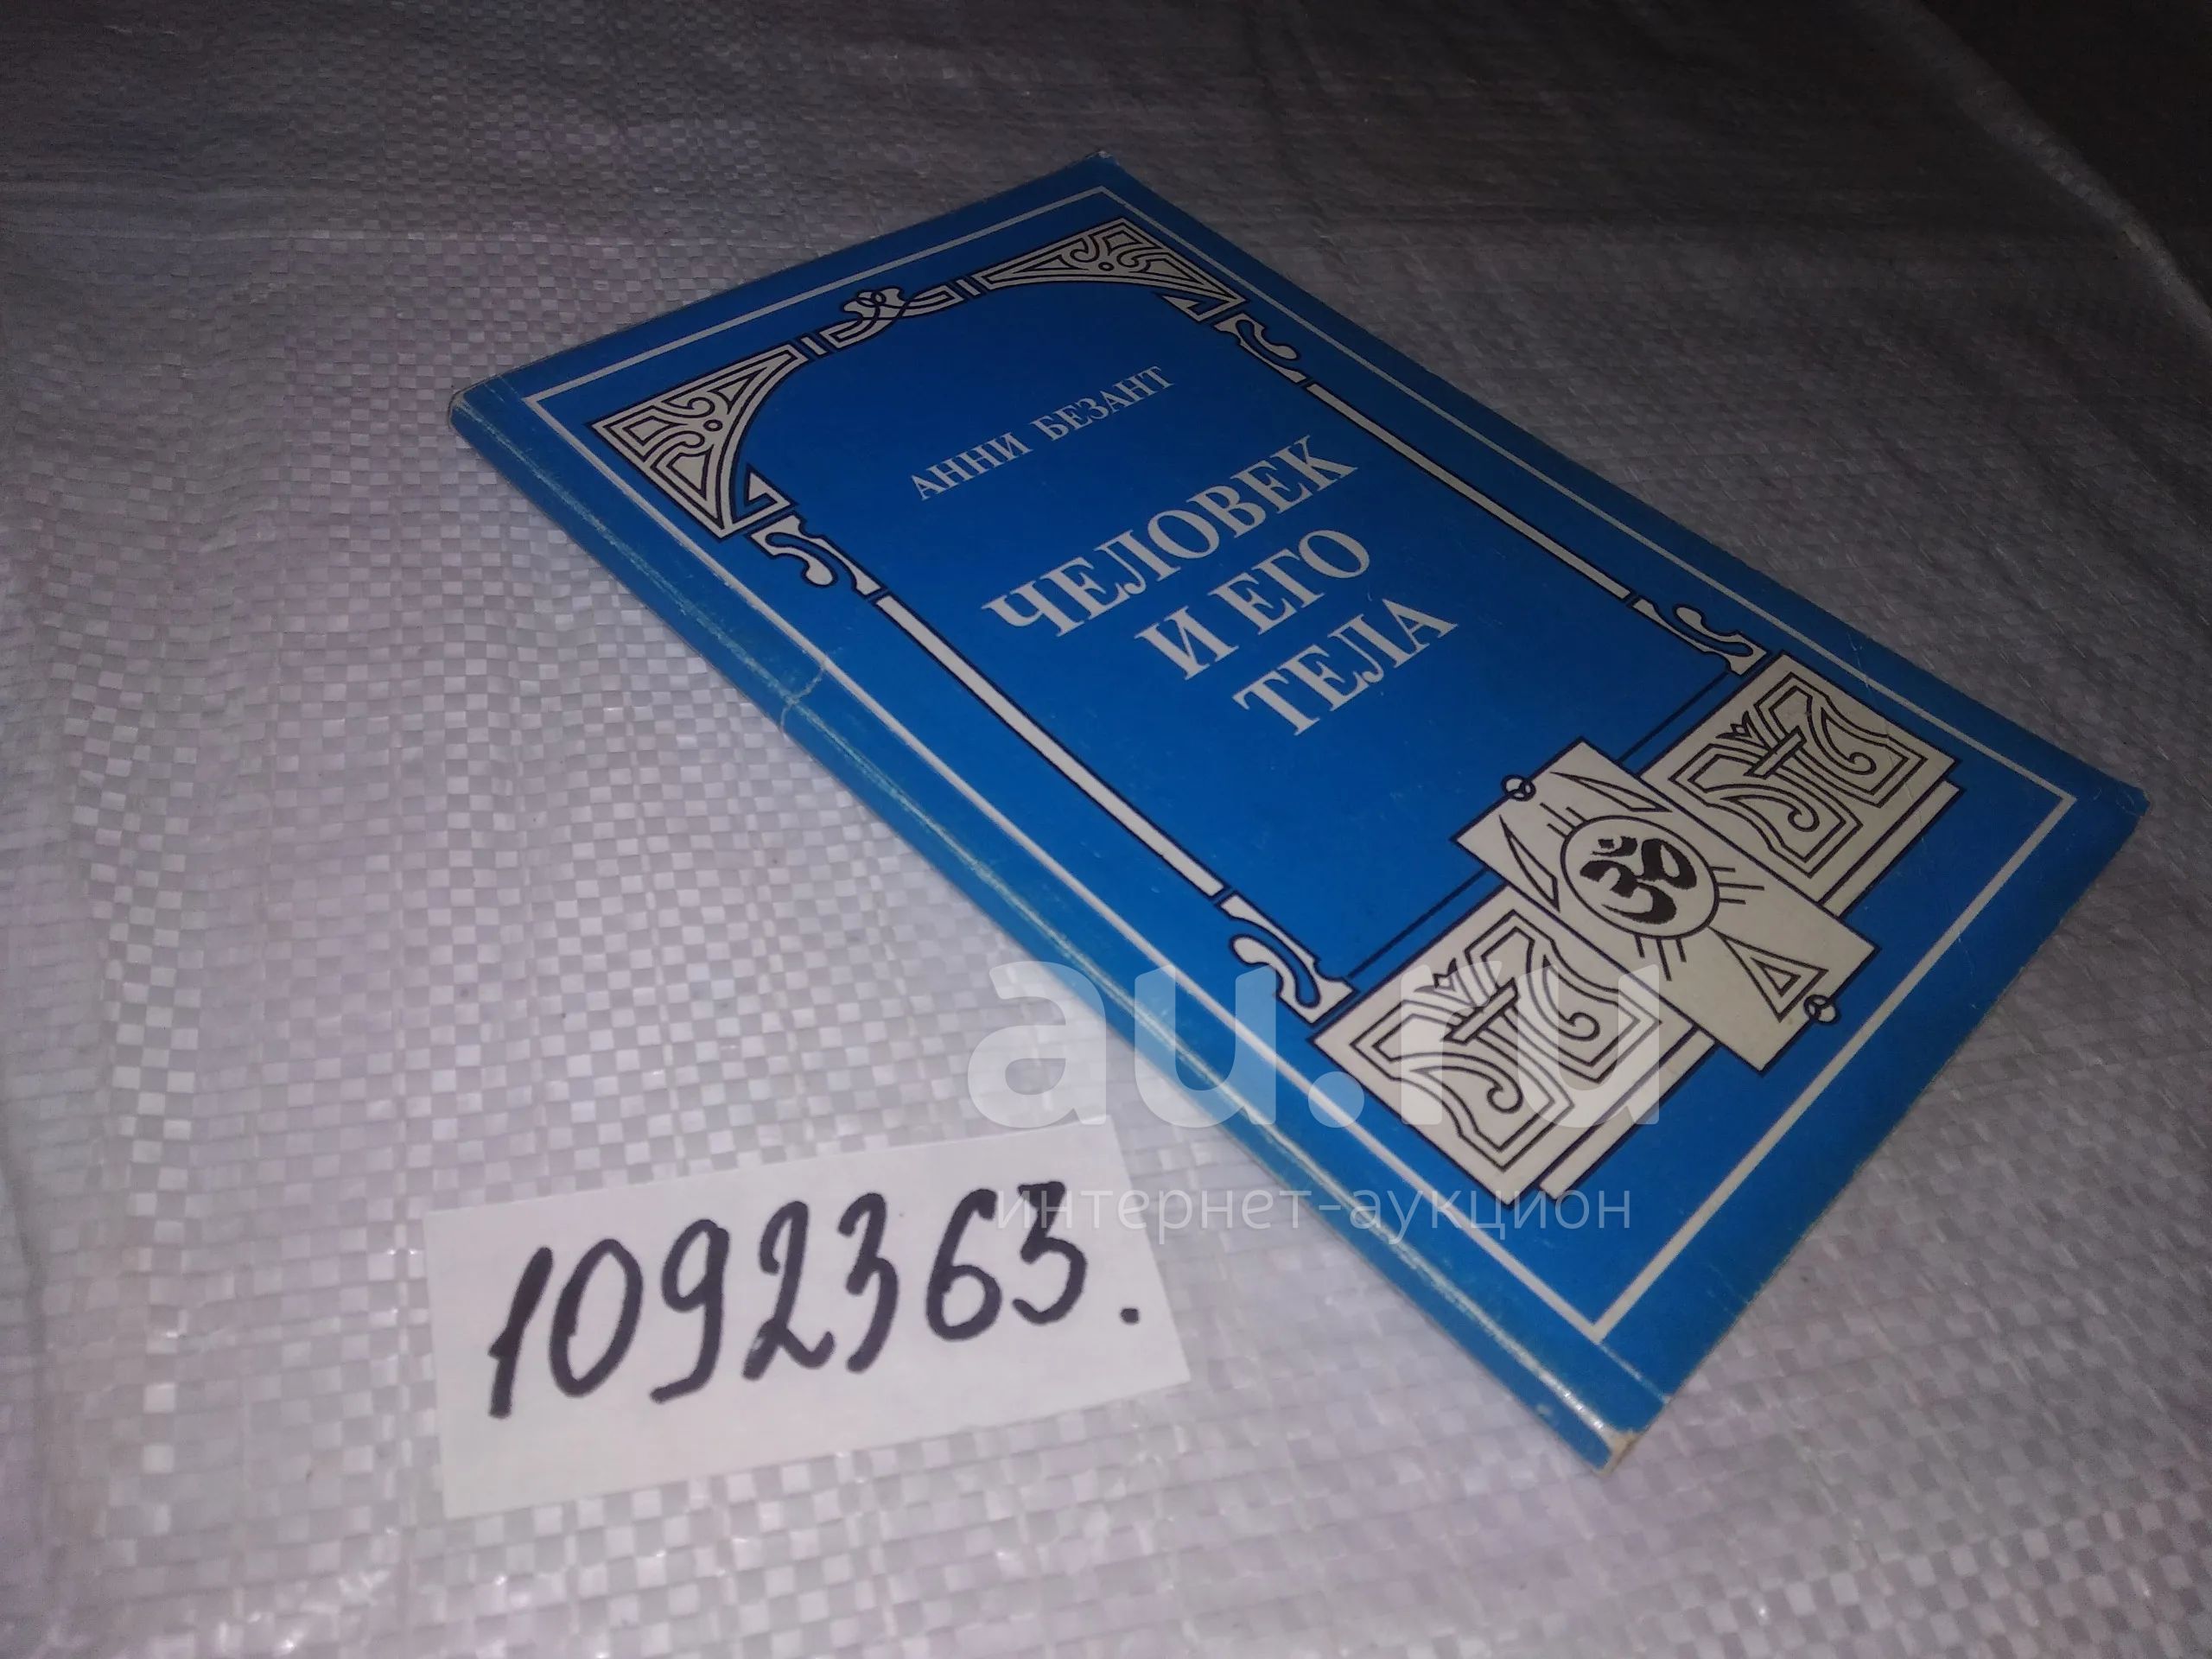 АННИ БЕЗАНТ
ЧЕЛОВЕК
И ЕГО
ТЕЛА
ॐ
au.ru
интернет-аукцион
1092363.